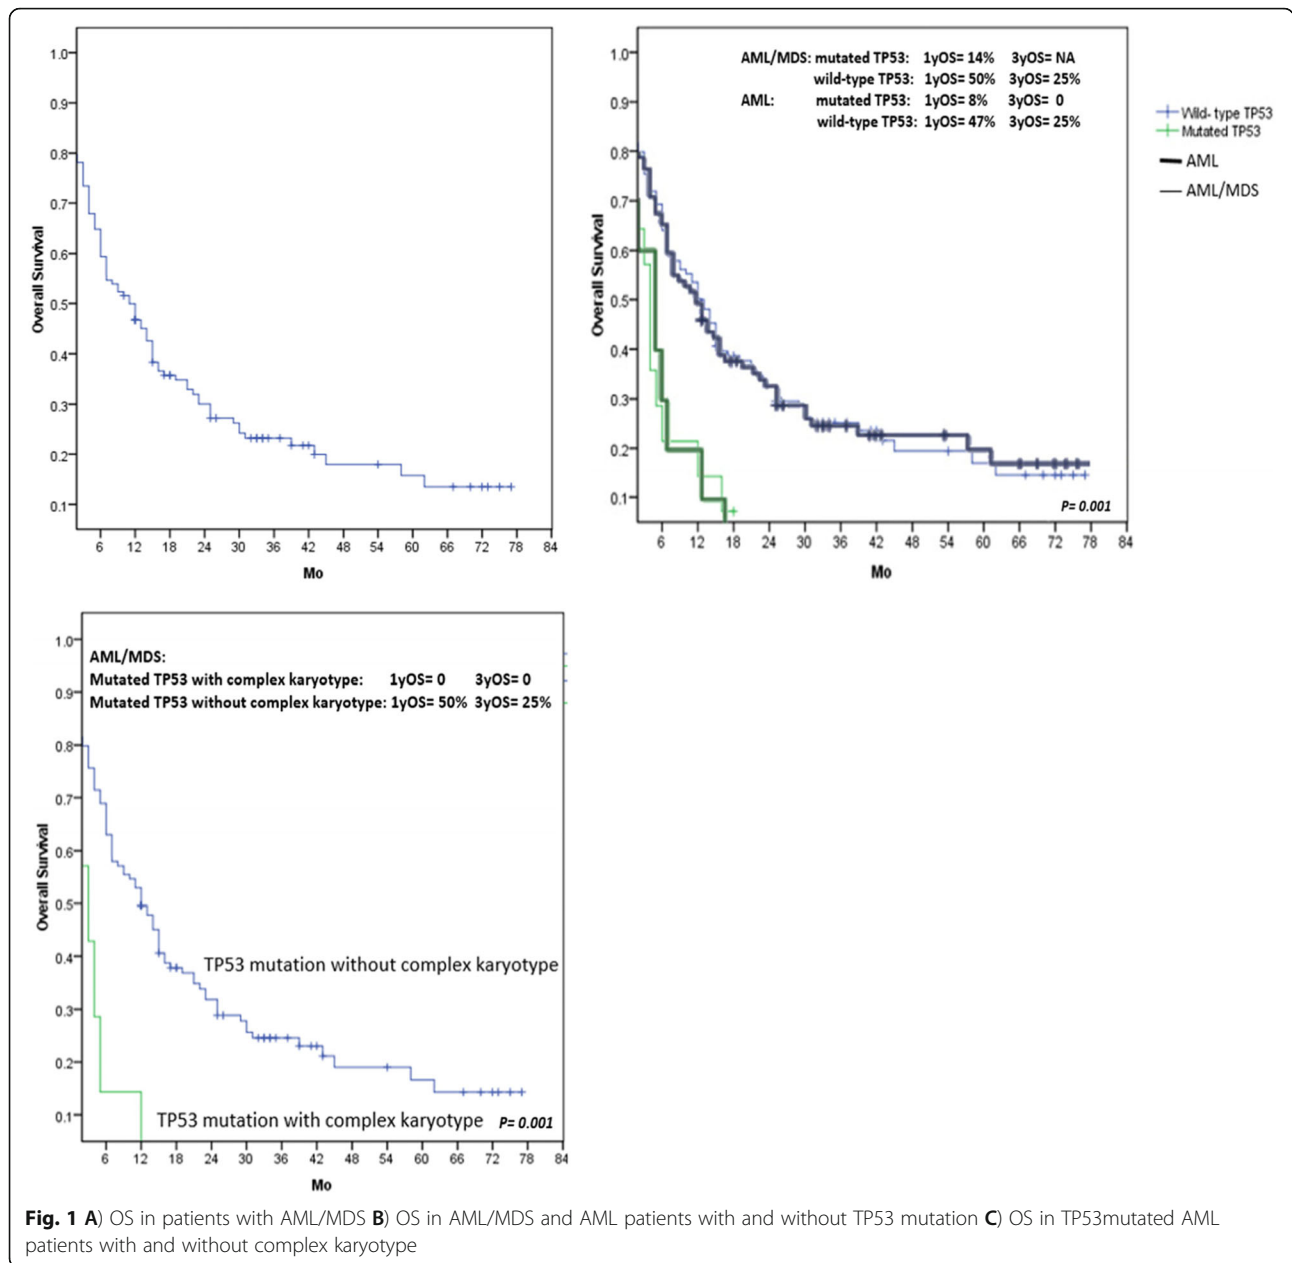 1.0
0.9
0.8
0.7
0.6
0.5
0.4
0.3
0.2
0.1
Overall Survival
6 12 18 24 30 36 42 48 54 60 66 72 78 84
Mo
AML/MDS: mutated TP53: 1yOS= 14% 3yOS= NA
wild-type TP53: 1yOS= 50% 3yOS= 25%
AML: mutated TP53: 1yOS= 8% 3yOS= 0
wild-type TP53: 1yOS= 47% 3yOS= 25%
Wild- type TP53
Mutated TP53
AML
AML/MDS
1.0
0.9
0.8
0.7
0.6
0.5
0.4
0.3
0.2
0.1
Overall Survival
P= 0.001
6 12 18 24 30 36 42 48 54 60 66 72 78 84
Mo
AML/MDS:
Mutated TP53 with complex karyotype: 1yOS= 0 3yOS= 0
Mutated TP53 without complex karyotype: 1yOS= 50% 3yOS= 25%
1.0
0.9
0.8
0.7
0.6
0.5
0.4
0.3
0.2
0.1
Overall Survival
TP53 mutation without complex karyotype
TP53 mutation with complex karyotype P= 0.001
6 12 18 24 30 36 42 48 54 60 66 72 78 84
Mo
Fig. 1 A) OS in patients with AML/MDS B) OS in AML/MDS and AML patients with and without TP53 mutation C) OS in TP53mutated AML
patients with and without complex karyotype